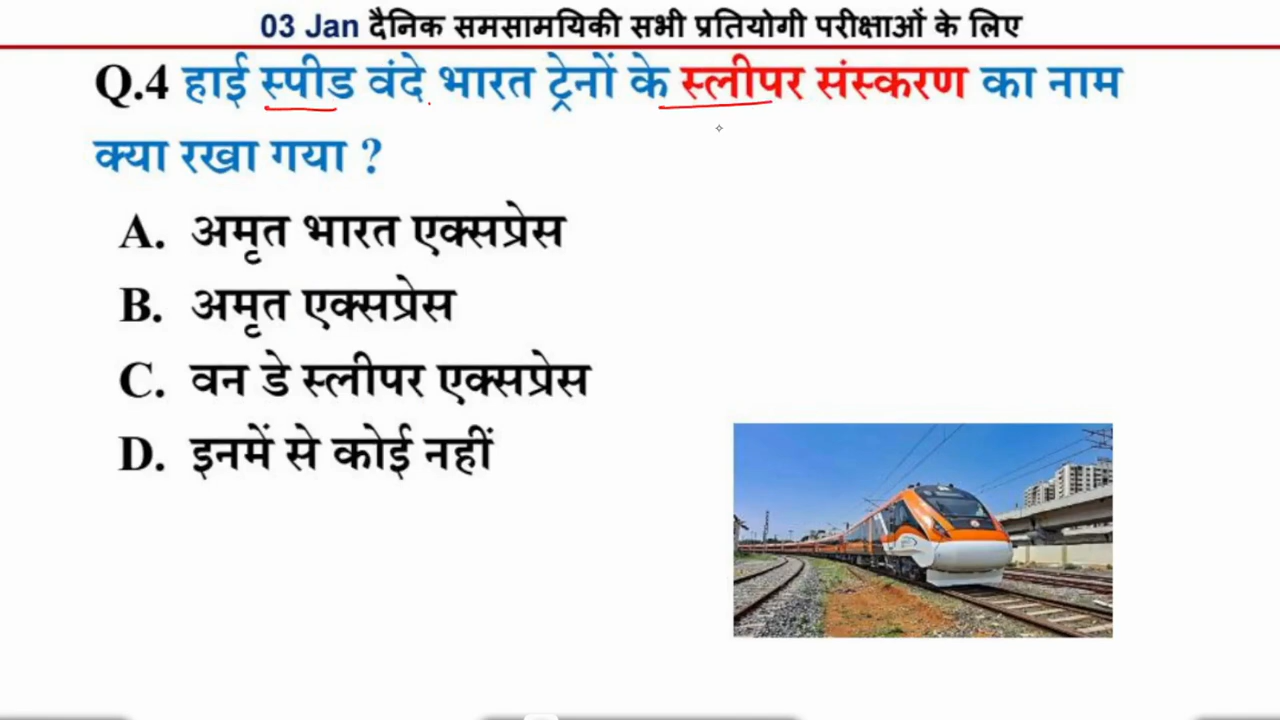 03 Jan दैनिक समसामयिकी सभी प्रतियोगी परीक्षाओं के लिए
Q.4 हाई स्पीड वंदे भारत ट्रेनों के स्लीपर संस्करण का नाम
क्या रखा गया ?
A. अमृत भारत एक्सप्रेस
B. अमृत एक्सप्रेस
C. वन डे स्लीपर एक्सप्रेस
D. इनमें से कोई नहीं